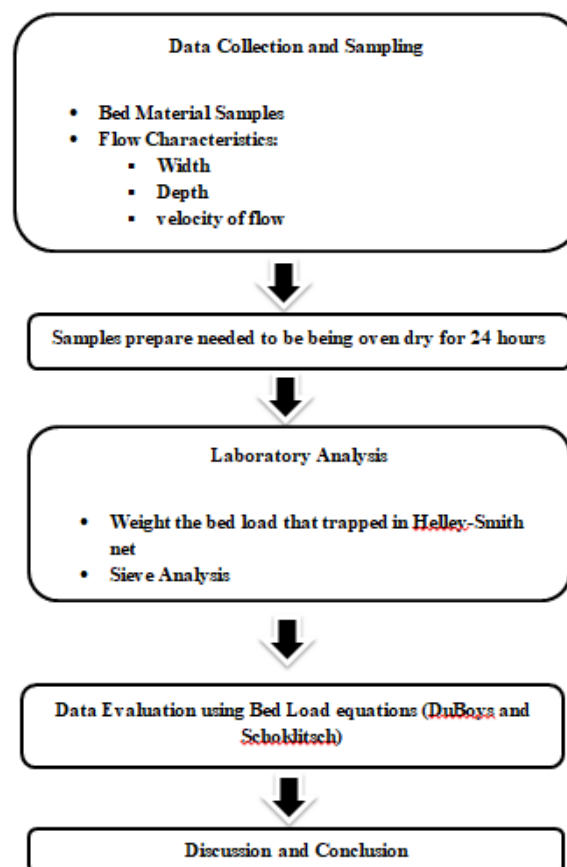 Data Collection and Sampling
• Bed Material Samples
• Flow Characteristics:
▪ Width
▪ Depth
▪ velocity of flow
Samples prepare needed to be being oven dry for 24 hours
Laboratory Analysis
• Weight the bed load that trapped in Helley-Smith
net
• Sieve Analysis
Data Evaluation using Bed Load equations (DuBoys and
Schoklitsch)
Discussion and Conclusion